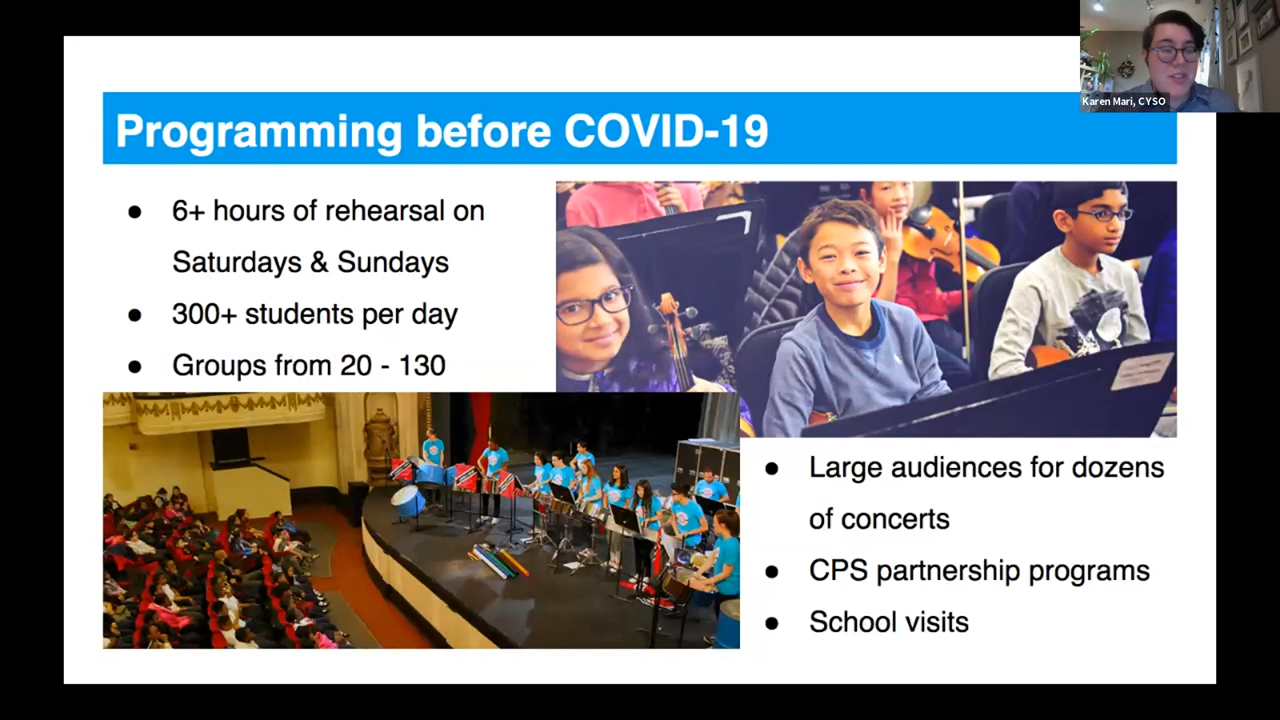 Karen Mari, CYSO
Programming before COVID-19
● 6+ hours of rehearsal on
Saturdays & Sundays
● 300+ students per day
● Groups from 20 - 130
● Large audiences for dozens
of concerts
● CPS partnership programs
● School visits